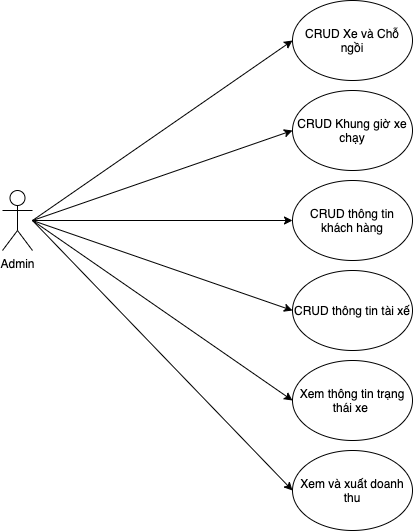 CRUD Xe và Chỗ
ngồi
CRUD Khung giờ xe
chạy
CRUD thông tin
khách hàng
Admin
CRUD thông tin tài xế
Xem thông tin trạng
thái xe
Xem và xuất doanh
thu